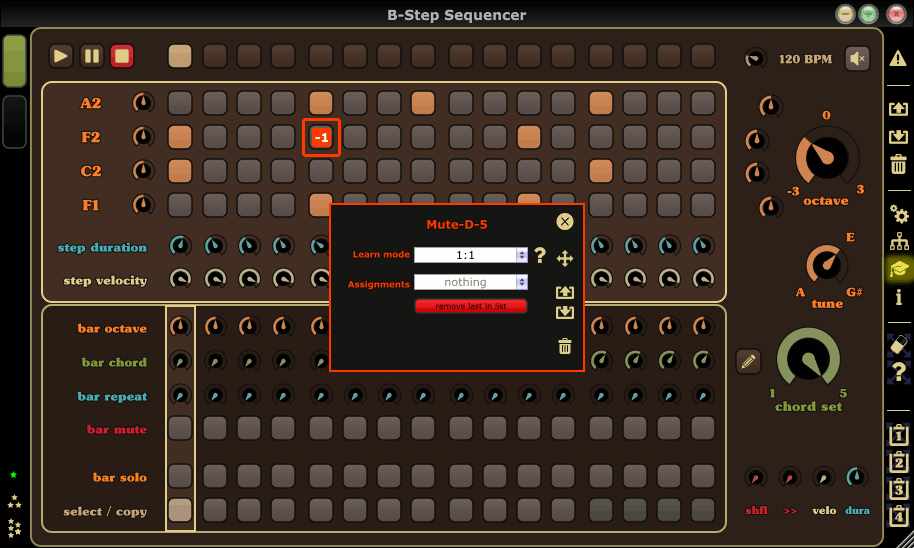 B-Step Sequencer
120 BPM
A2
F2
-1
C2
F1
0
-3
3
octave
Mute-D-5
Learn mode
1:1
?
Assignments
nothing
remove last in list
step duration
step velocity
E
A
G#
tune
i
bar octave
bar chord
bar repeat
bar mute
bar solo
select / copy
1
5
chord set
?
1
2
3
4
shfl
>>
velo
dura